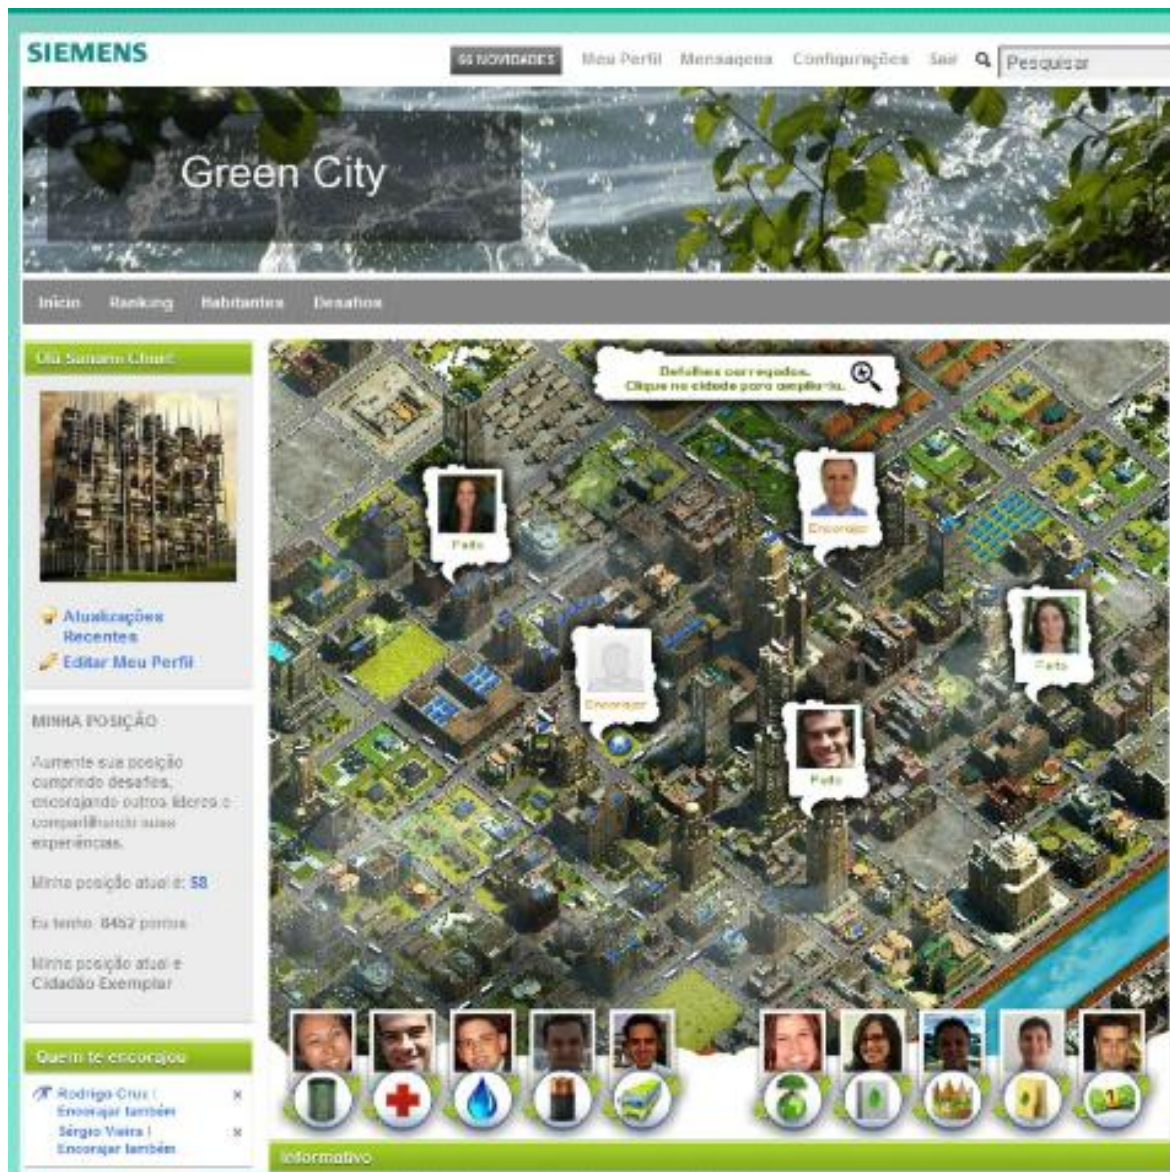 SIEMENS
66 NOVIDADES Meu Perfil Mensagens Configurações Sair Pesquisar
Green City
Início Ranking Habitantes Desafios
Olá
Atualizações
Recentes
Editar Meu Perfil
MINHA POSIÇÃO
Aumente sua posição
cumprindo desafios,
encorajando outros líderes e
compartilhando suas
experiências.
Minha posição atual é: 58
Eu tenho 8452 pontos
Minha posição atual e
Cidadão Exemplar
Quem te encorajou
Rodrigo Cruz |
Encorajar também
Sérgio Vieira |
Encorajar também
Detalhes carregados.
Clique na cidade para ampliar-la.
Feito
Encorajar
Feito
Encorajar
Feito
Informativo